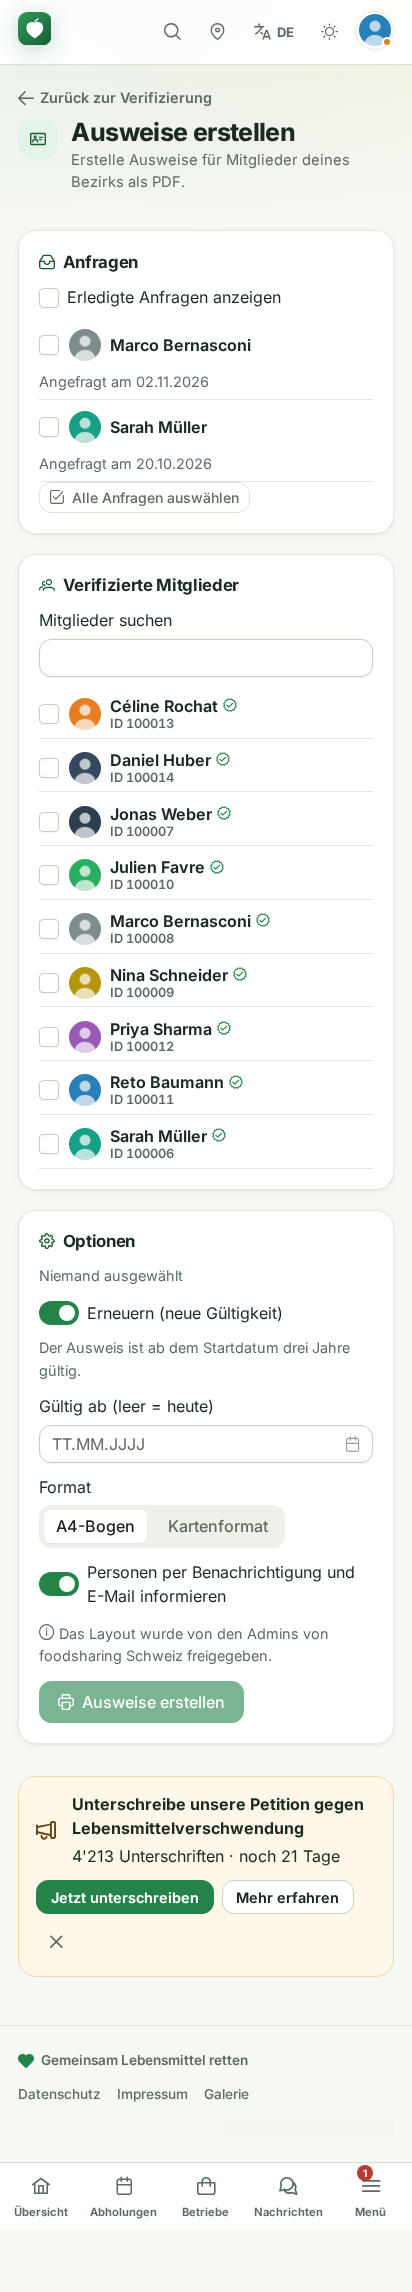 DE
Zurück zur Verifizierung
Ausweise erstellen
Erstelle Ausweise für Mitglieder deines
Bezirks als PDF.
Anfragen
Erledigte Anfragen anzeigen
Marco Bernasconi
Angefragt am 02.11.2026
Sarah Müller
Angefragt am 20.10.2026
Alle Anfragen auswählen
Verifizierte Mitglieder
Mitglieder suchen
Céline Rochat
ID 100013
Daniel Huber
ID 100014
Jonas Weber
ID 100007
Julien Favre
ID 100010
Marco Bernasconi
ID 100008
Nina Schneider
ID 100009
Priya Sharma
ID 100012
Reto Baumann
ID 100011
Sarah Müller
ID 100006
Optionen
Niemand ausgewählt
Erneuern (neue Gültigkeit)
Der Ausweis ist ab dem Startdatum drei Jahre
gültig.
Gültig ab (leer = heute)
TT.MM.JJJJ
Format
A4-Bogen Kartenformat
Personen per Benachrichtigung und
E-Mail informieren
Das Layout wurde von den Admins von
foodsharing Schweiz freigegeben.
Ausweise erstellen
Unterschreibe unsere Petition gegen
Lebensmittelverschwendung
4'213 Unterschriften · noch 21 Tage
Jetzt unterschreiben Mehr erfahren
Gemeinsam Lebensmittel retten
Datenschutz Impressum Galerie
1
Übersicht Abholungen Betriebe Nachrichten Menü